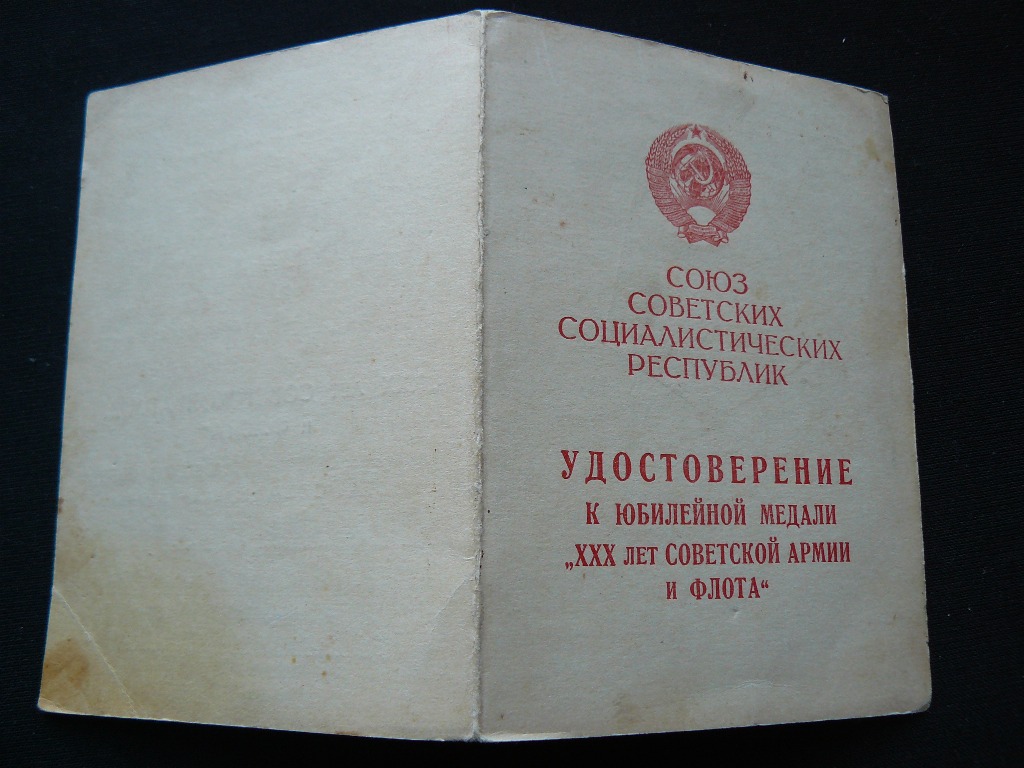 СОЮЗ
СОВЕТСКИХ
СОЦИАЛИСТИЧЕСКИХ
РЕСПУБЛИК
УДОСТОВЕРЕНИЕ
К ЮБИЛЕЙНОЙ МЕДАЛИ
„XXX ЛЕТ СОВЕТСКОЙ АРМИИ
И ФЛОТА“